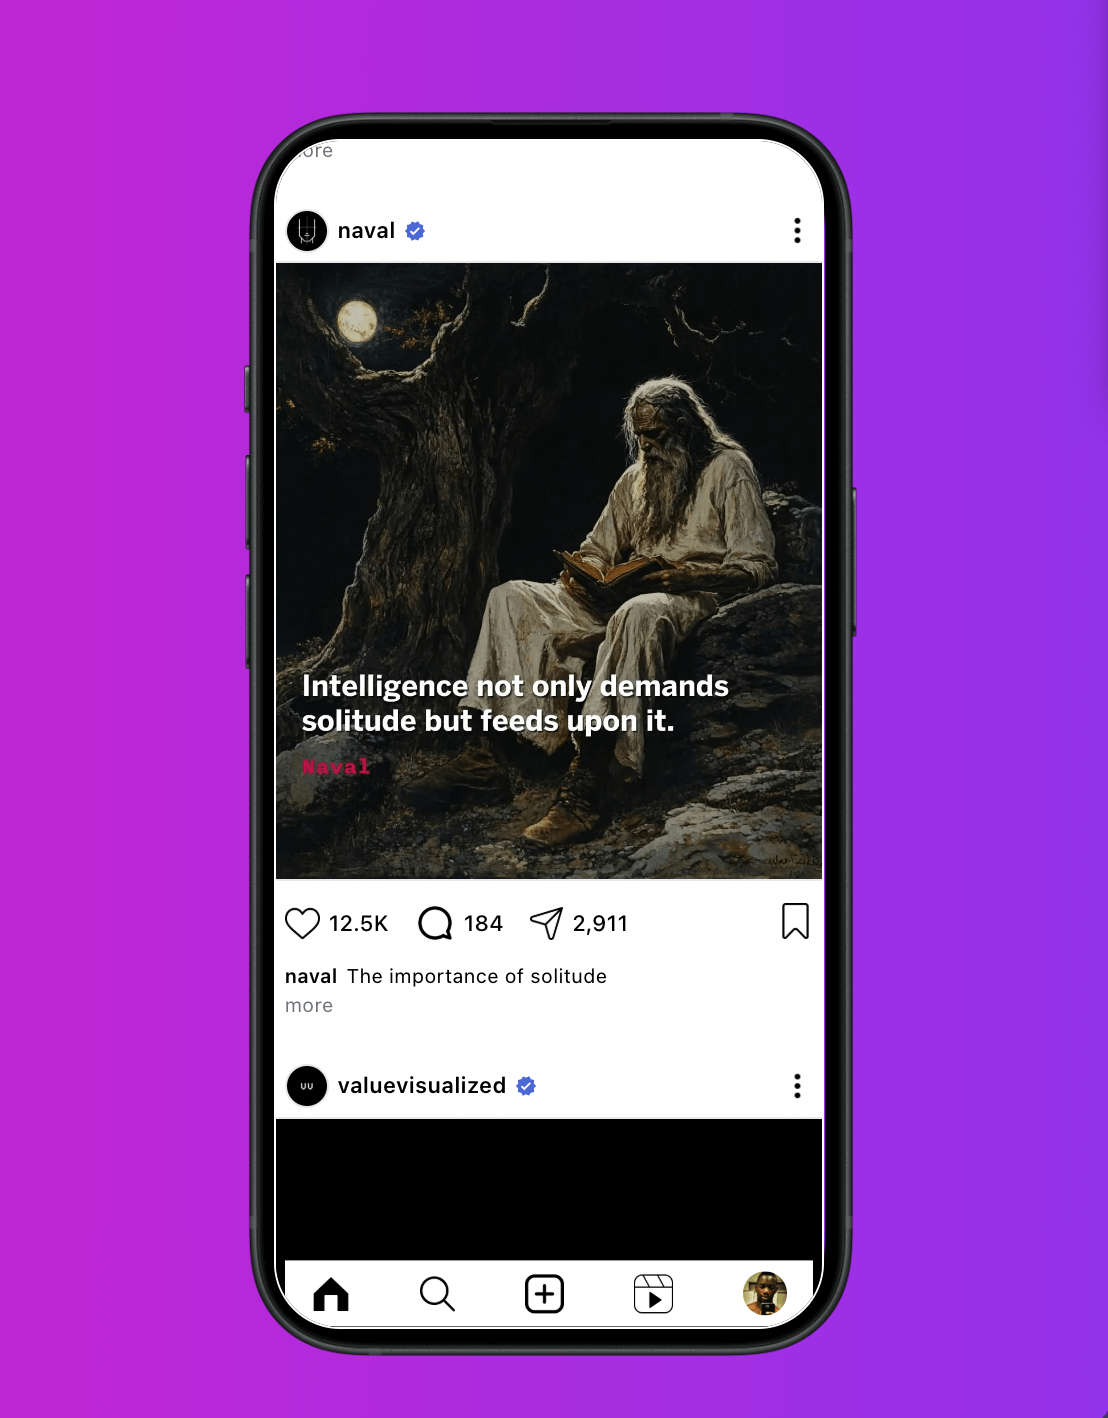 ore
naval
Intelligence not only demands
solitude but feeds upon it.
Naval
12.5K 184 2,911
naval The importance of solitude
more
valuevisualized